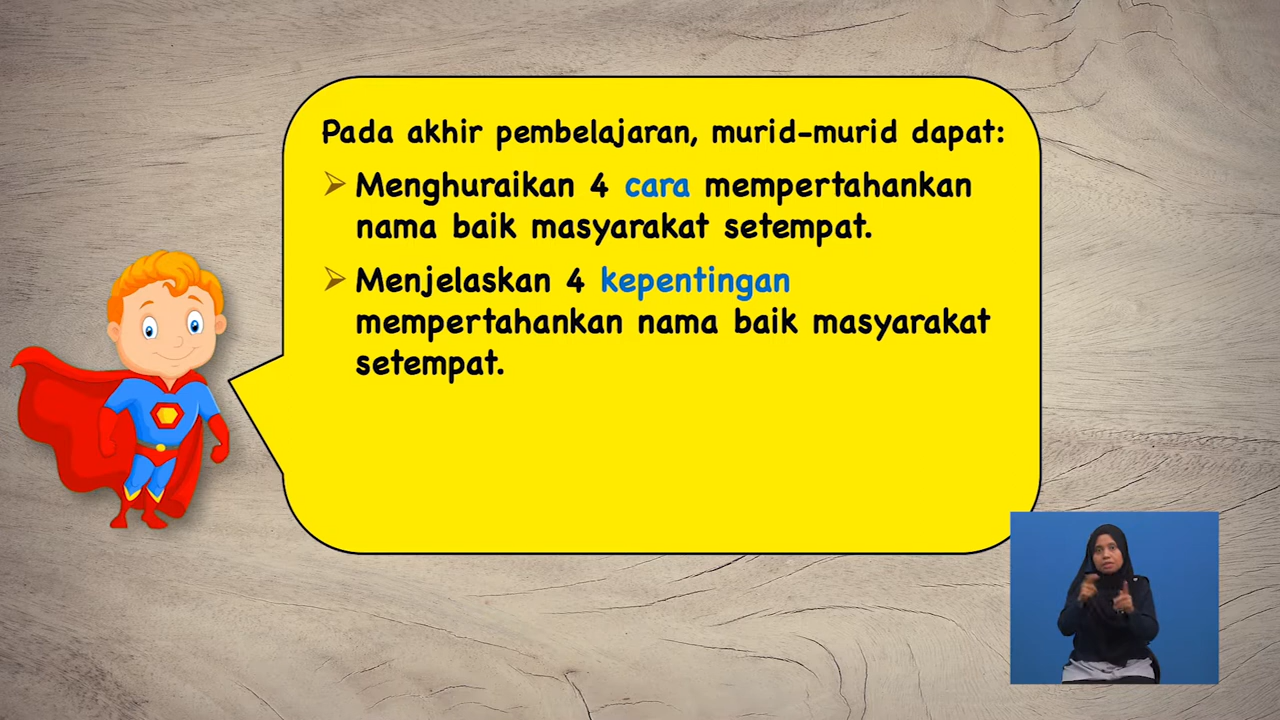 Pada akhir pembelajaran, murid-murid dapat:
➢ Menghuraikan 4 cara mempertahankan
nama baik masyarakat setempat.
➢ Menjelaskan 4 kepentingan
mempertahankan nama baik masyarakat
setempat.